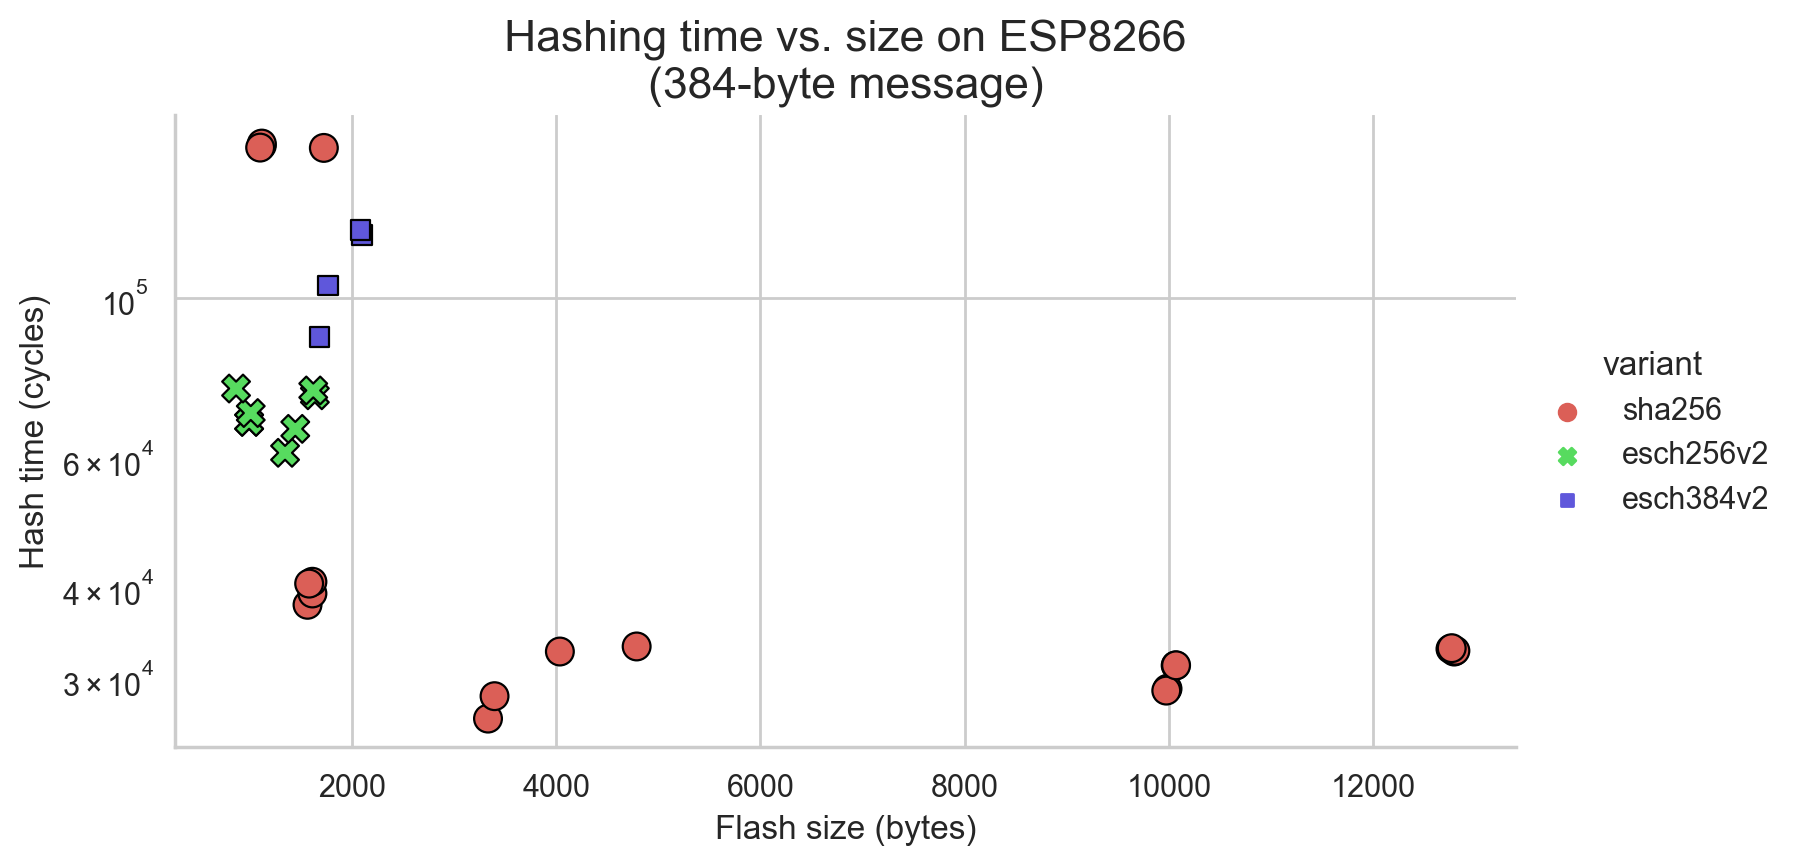 Hashing time vs. size on ESP8266
(384-byte message)
Hash time (cycles)
10^5
6 × 10^4
4 × 10^4
3 × 10^4
2000 4000 6000 8000 10000 12000
Flash size (bytes)
variant
sha256
esch256v2
esch384v2